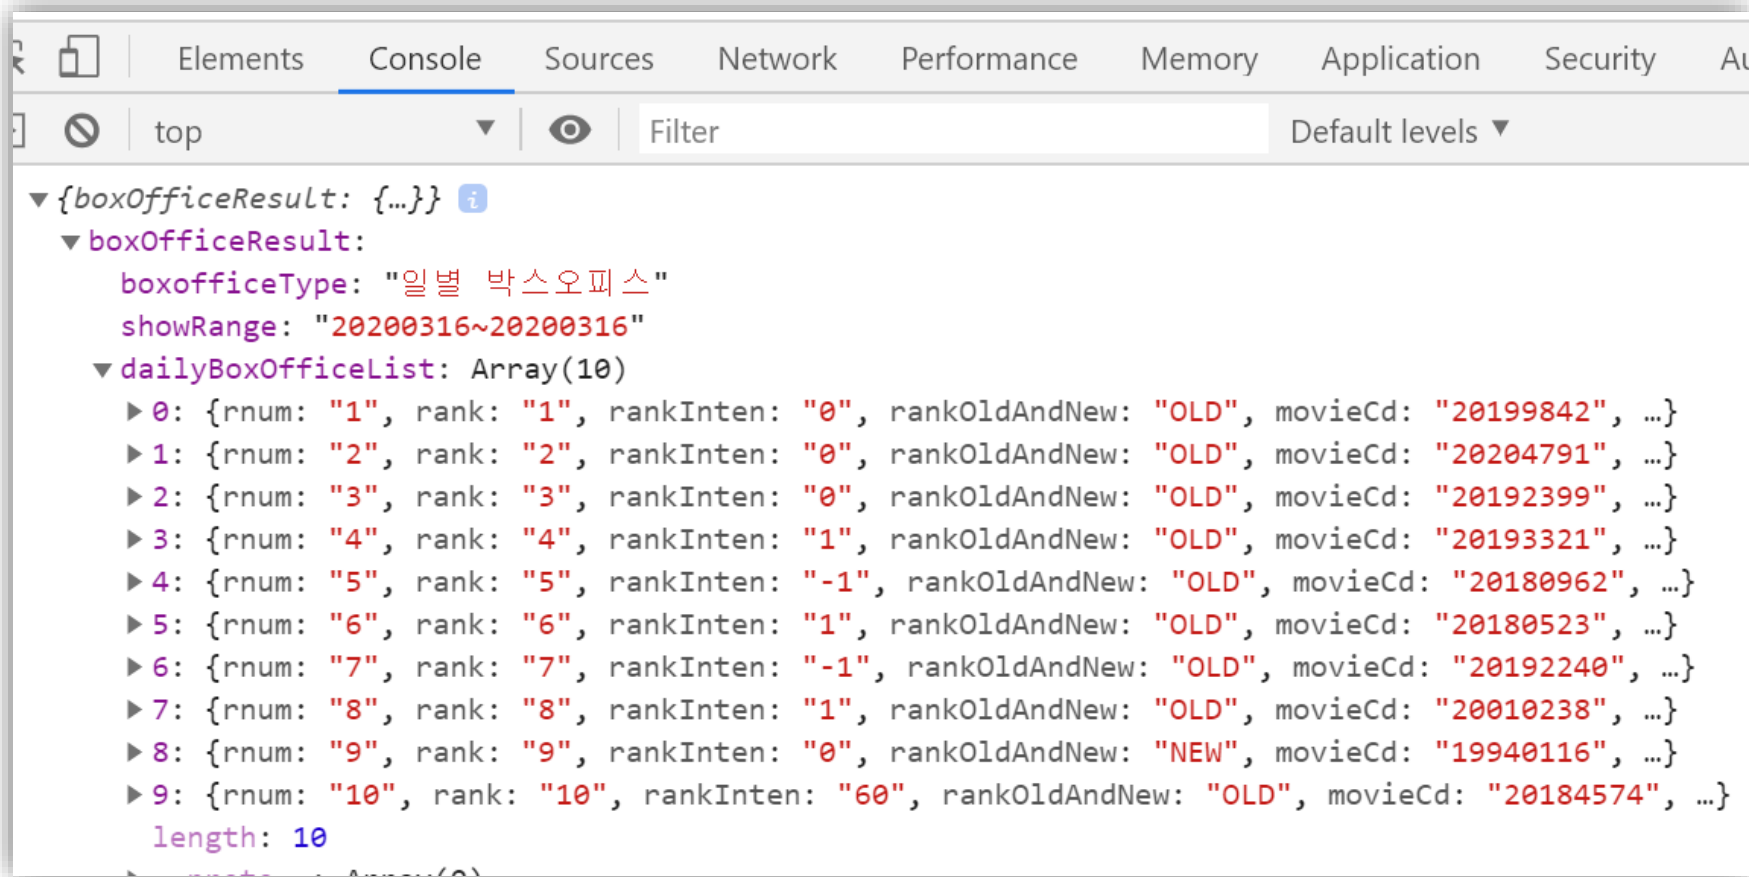 Elements Console Sources Network Performance Memory Application Security
top Filter Default levels
{boxOfficeResult: {…}} i
boxOfficeResult:
boxofficeType: "일별 박스오피스"
showRange: "20200316~20200316"
dailyBoxOfficeList: Array(10)
0: {rnum: "1", rank: "1", rankInten: "0", rankOldAndNew: "OLD", movieCd: "20199842", …}
1: {rnum: "2", rank: "2", rankInten: "0", rankOldAndNew: "OLD", movieCd: "20204791", …}
2: {rnum: "3", rank: "3", rankInten: "0", rankOldAndNew: "OLD", movieCd: "20192399", …}
3: {rnum: "4", rank: "4", rankInten: "1", rankOldAndNew: "OLD", movieCd: "20193321", …}
4: {rnum: "5", rank: "5", rankInten: "-1", rankOldAndNew: "OLD", movieCd: "20180962", …}
5: {rnum: "6", rank: "6", rankInten: "1", rankOldAndNew: "OLD", movieCd: "20180523", …}
6: {rnum: "7", rank: "7", rankInten: "-1", rankOldAndNew: "OLD", movieCd: "20192240", …}
7: {rnum: "8", rank: "8", rankInten: "1", rankOldAndNew: "OLD", movieCd: "20010238", …}
8: {rnum: "9", rank: "9", rankInten: "0", rankOldAndNew: "NEW", movieCd: "19940116", …}
9: {rnum: "10", rank: "10", rankInten: "60", rankOldAndNew: "OLD", movieCd: "20184574", …}
length: 10